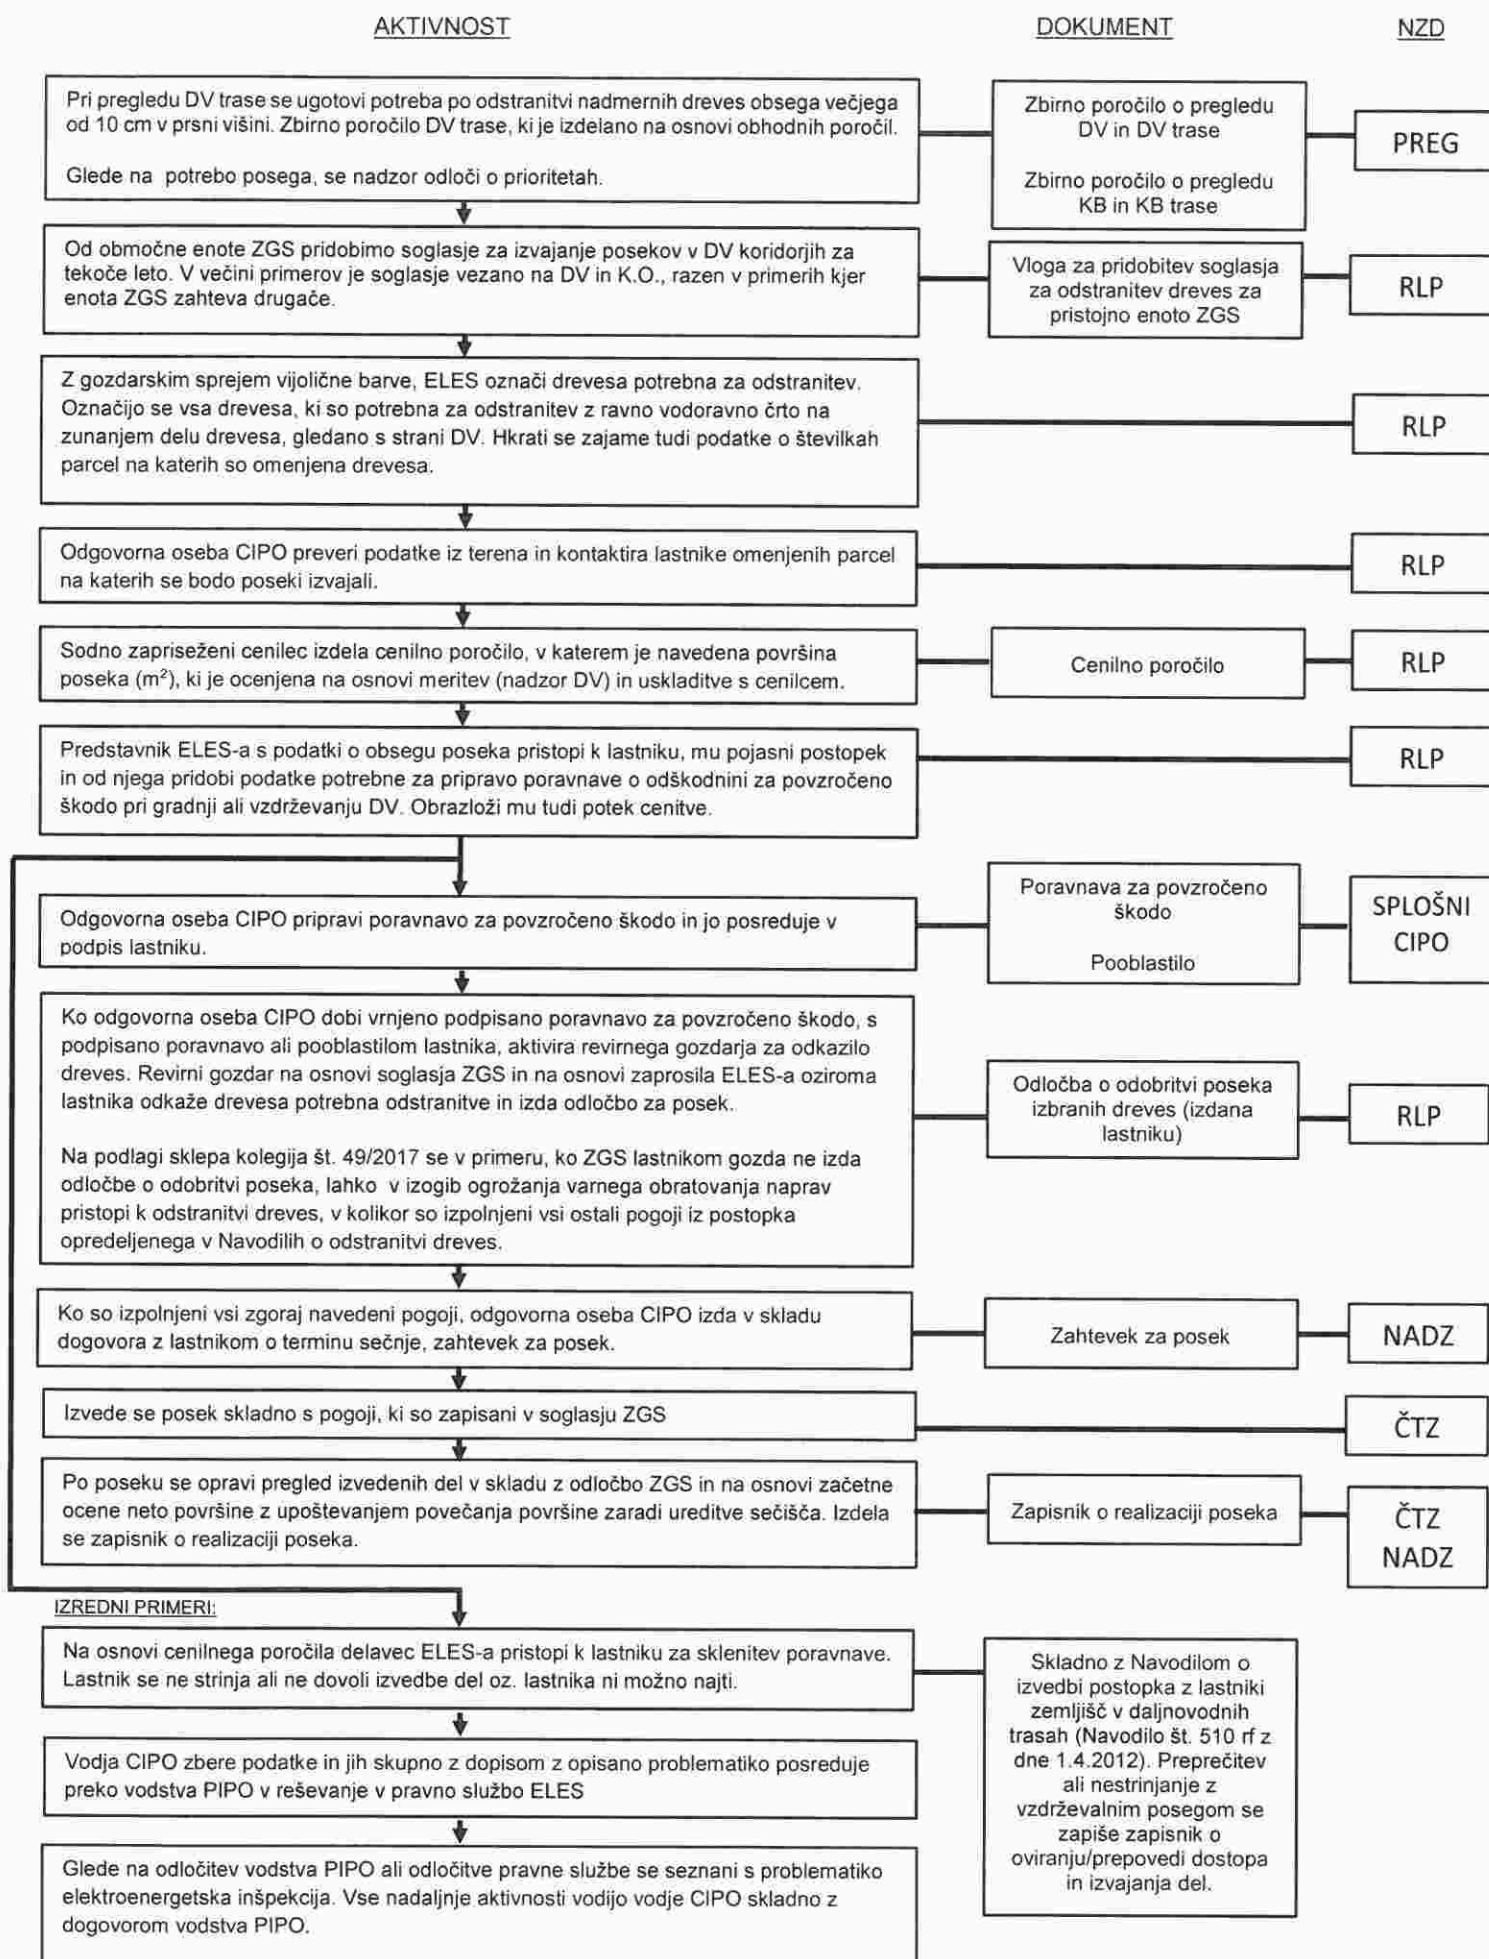 AKTIVNOST
DOKUMENT
NZD
Pri pregledu DV trase se ugotovi potreba po odstranitvi nadmernih dreves obsega večjega
od 10 cm v prsni višini. Zbirno poročilo DV trase, ki je izdelano na osnovi obhodnih poročil.
Glede na potrebo posega, se nadzor odloči o prioritetah.
Zbirno poročilo o pregledu
DV in DV trase
Zbirno poročilo o pregledu
KB in KB trase
PREG
Od območne enote ZGS pridobimo soglasje za izvajanje posekov v DV koridorjih za
tekoče leto. V večini primerov je soglasje vezano na DV in K.O., razen v primerih kjer
enota ZGS zahteva drugače.
Vloga za pridobitev soglasja
za odstranitev dreves za
pristojno enoto ZGS
RLP
Z gozdarskim sprejem vijolične barve, ELES označi drevesa potrebna za odstranitev.
Označijo se vsa drevesa, ki so potrebna za odstranitev z ravno vodoravno črto na
zunanjem delu drevesa, gledano s strani DV. Hkrati se zajame tudi podatke o številkah
parcel na katerih so omenjena drevesa.
RLP
Odgovorna oseba CIPO preveri podatke iz terena in kontaktira lastnike omenjenih parcel
na katerih se bodo poseki izvajali.
RLP
Sodno zapriseženi cenilec izdela cenilno poročilo, v katerem je navedena površina
poseka (m²), ki je ocenjena na osnovi meritev (nadzor DV) in uskladitve s cenilcem.
Cenilno poročilo
RLP
Predstavnik ELES-a s podatki o obsegu poseka pristopi k lastniku, mu pojasni postopek
in od njega pridobi podatke potrebne za pripravo poravnave o odškodnini za povzročeno
škodo pri gradnji ali vzdrževanju DV. Obrazloži mu tudi potek cenitve.
RLP
Odgovorna oseba CIPO pripravi poravnavo za povzročeno škodo in jo posreduje v
podpis lastniku.
Poravnava za povzročeno
škodo
Pooblastilo
SPLOŠNI
CIPO
Ko odgovorna oseba CIPO dobi vrnjeno podpisano poravnavo za povzročeno škodo, s
podpisano poravnavo ali pooblastilom lastnika, aktivira revirnega gozdarja za odkazilo
dreves. Revirni gozdar na osnovi soglasja ZGS in na osnovi zaprosila ELES-a oziroma
lastnika odkaže drevesa potrebna odstranitve in izda odločbo za posek.
Na podlagi sklepa kolegija št. 49/2017 se v primeru, ko ZGS lastnikom gozda ne izda
odločbe o odobritvi poseka, lahko v izogib ogrožanja varnega obratovanja naprav
pristopi k odstranitvi dreves, v kolikor so izpolnjeni vsi ostali pogoji iz postopka
opredeljenega v Navodilih o odstranitvi dreves.
Odločba o odobritvi poseka
izbranih dreves (izdana
lastniku)
RLP
Ko so izpolnjeni vsi zgoraj navedeni pogoji, odgovorna oseba CIPO izda v skladu
dogovora z lastnikom o terminu sečnje, zahtevek za posek.
Zahtevek za posek
NADZ
Izvede se posek skladno s pogoji, ki so zapisani v soglasju ZGS
ČTZ
Po poseku se opravi pregled izvedenih del v skladu z odločbo ZGS in na osnovi začetne
ocene neto površine z upoštevanjem povečanja površine zaradi ureditve sečišča. Izdela
se zapisnik o realizaciji poseka.
Zapisnik o realizaciji poseka
ČTZ
NADZ
IZREDNI PRIMERI:
Na osnovi cenilnega poročila delavec ELES-a pristopi k lastniku za sklenitev poravnave.
Lastnik se ne strinja ali ne dovoli izvedbe del oz. lastnika ni možno najti.
Skladno z Navodilom o
izvedbi postopka z lastniki
zemljišč v daljnovodnih
trasah (Navodilo št. 510 rf z
dne 1.4.2012). Preprečitev
ali nestrinjanje z
vzdrževalnim posegom se
zapiše zapisnik o
oviranju/prepovedi dostopa
in izvajanja del.
Vodja CIPO zbere podatke in jih skupno z dopisom z opisano problematiko posreduje
preko vodstva PIPO v reševanje v pravno službo ELES
Glede na odločitev vodstva PIPO ali odločitve pravne službe se seznani s problematiko
elektroenergetska inšpekcija. Vse nadaljnje aktivnosti vodijo vodje CIPO skladno z
dogovorom vodstva PIPO.